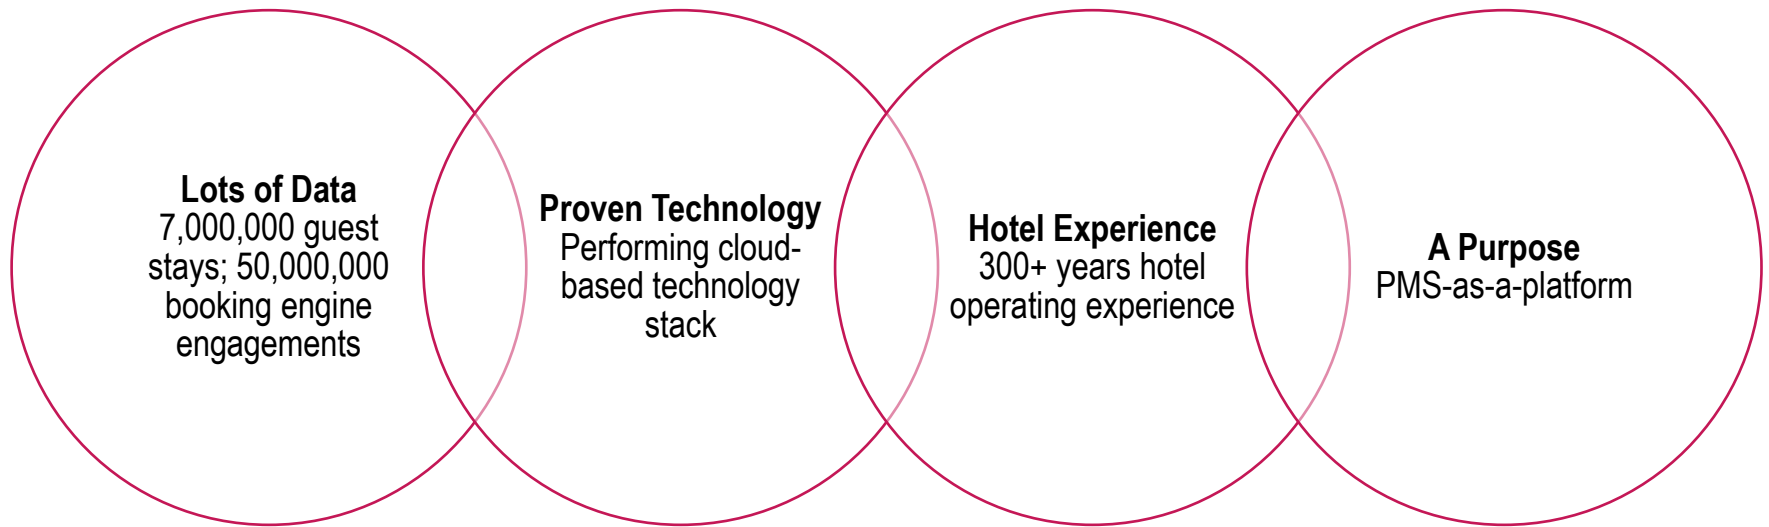 Lots of Data
7,000,000 guest
stays; 50,000,000
booking engine
engagements
Proven Technology
Performing cloud-
based technology
stack
Hotel Experience
300+ years hotel
operating experience
A Purpose
PMS-as-a-platform